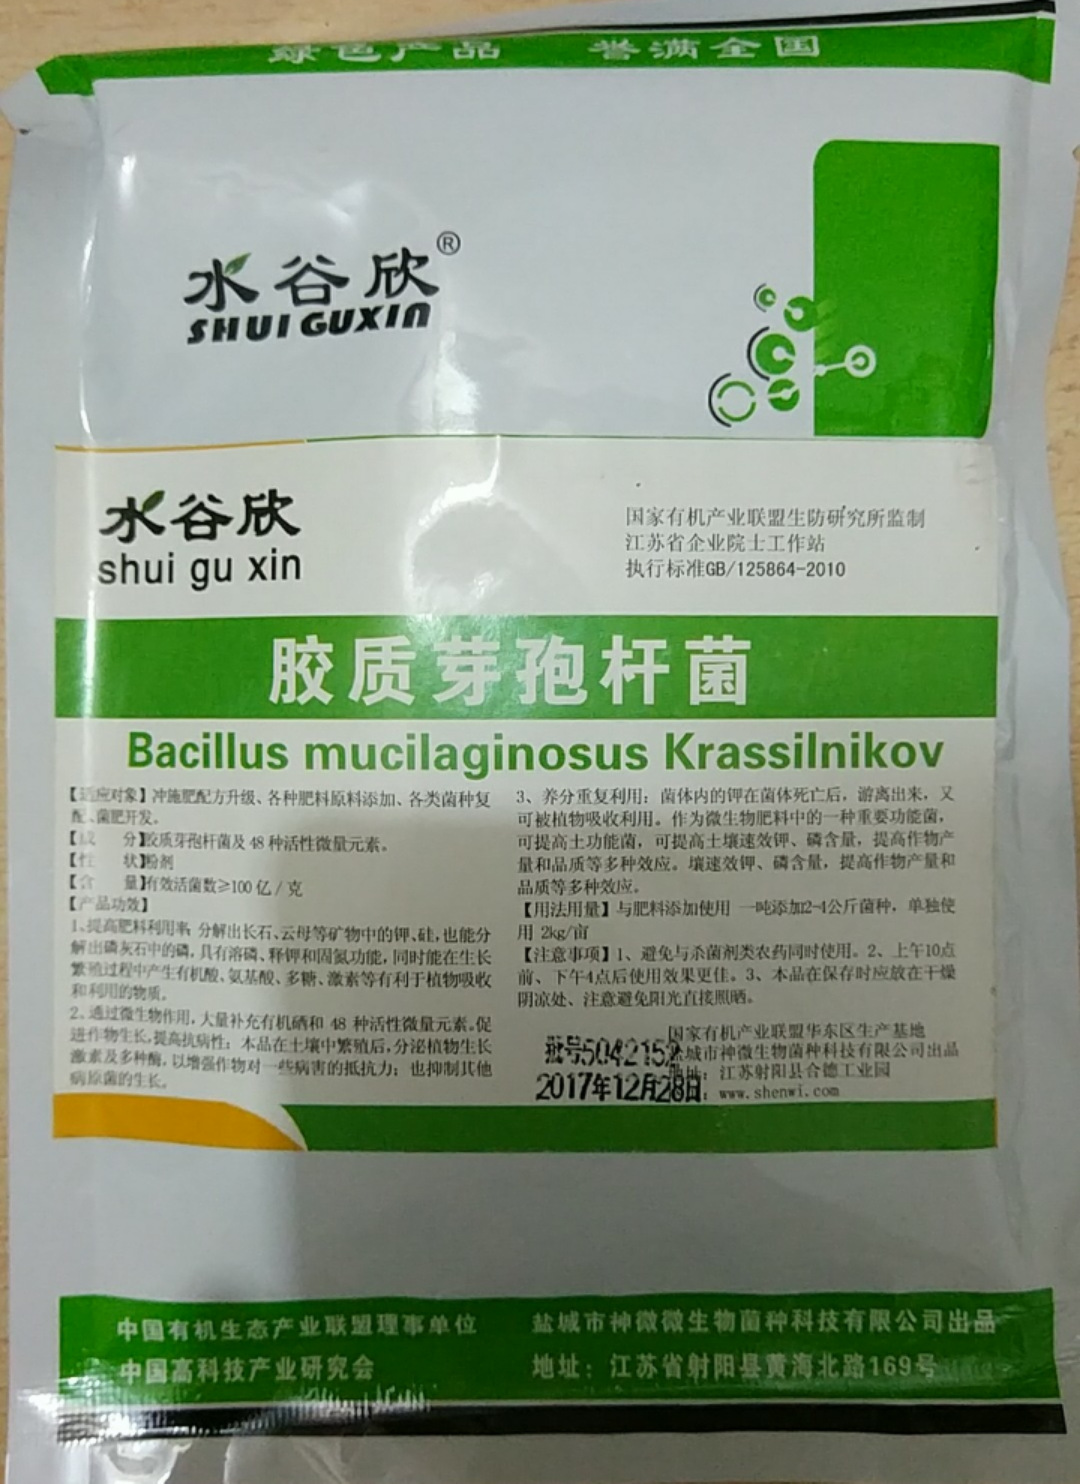 绿色产品 誉满全国
水谷欣®
SHUIGUXIN
水谷欣
shui gu xin
国家有机产业联盟生防研究所监制
江苏省企业院士工作站
执行标准GB/125864-2010
胶质芽孢杆菌
Bacillus mucilaginosus Krassilnikov
【适应对象】冲施肥配方升级、各种肥料原料添加、各类菌种复
配、菌肥开发。
【成 分】胶质芽孢杆菌及 48 种活性微量元素。
【性 状】粉剂
【含 量】有效活菌数≥100 亿 / 克
【产品功效】
1、提高肥料利用率, 分解出长石、云母等矿物中的钾、硅, 也能分
解出磷灰石中的磷, 具有溶磷、释钾和固氮功能, 同时能在生长
繁殖过程中产生有机酸、氨基酸、多糖、激素等有利于植物吸收
和利用的物质。
2、通过微生物作用, 大量补充有机硒和 48 种活性微量元素。促
进作物生长, 提高抗病性; 本品在土壤中繁殖后, 分泌植物生长
激素及多种酶, 以增强作物对一些病害的抵抗力; 也抑制其他
病原菌的生长。
3、养分重复利用: 菌体内的钾在菌体死亡后, 游离出来, 又
可被植物吸收利用。作为微生物肥料中的一种重要功能菌,
可提高土功能菌, 可提高土壤速效钾、磷含量, 提高作物产
量和品质等多种效应。壤速效钾、磷含量, 提高作物产量和
品质等多种效应。
【用法用量】与肥料添加使用 一吨添加2-4公斤菌种, 单独使
用 2kg/亩
【注意事项】1、避免与杀菌剂类农药同时使用。2、上午10点
前、下午4点后使用效果更佳。3、本品在保存时应放在干燥
阴凉处、注意避免阳光直接照晒。
国家有机产业联盟华东区生产基地
批号5042152
盐城市神微生物菌种科技有限公司出品
地址: 江苏射阳县合德工业园
2017年12月28日
www.shenwi.com
中国有机生态产业联盟理事单位
中国高科技产业研究会
盐城市神微微生物菌种科技有限公司出品
地址: 江苏省射阳县黄海北路169号